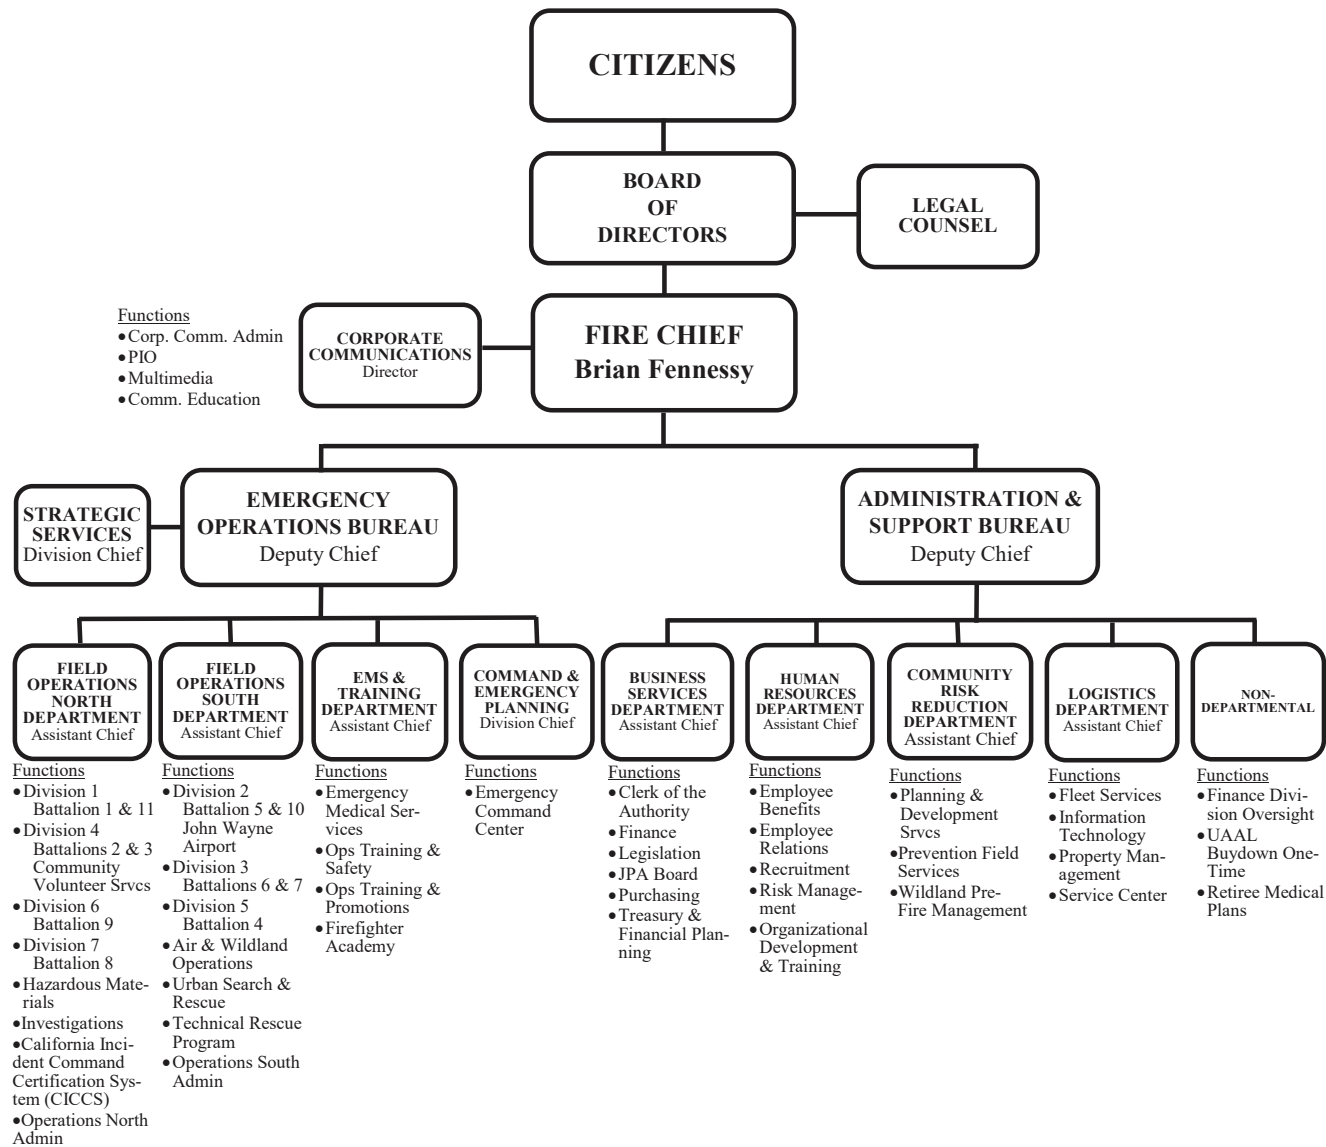 CITIZENS
BOARD
OF
DIRECTORS
LEGAL
COUNSEL
Functions
•Corp. Comm. Admin
•PIO
•Multimedia
•Comm. Education
CORPORATE
COMMUNICATIONS
Director
FIRE CHIEF
Brian Fennessy
STRATEGIC
SERVICES
Division Chief
EMERGENCY
OPERATIONS BUREAU
Deputy Chief
ADMINISTRATION &
SUPPORT BUREAU
Deputy Chief
FIELD
OPERATIONS
NORTH
DEPARTMENT
Assistant Chief
Functions
•Division 1
Battalion 1 & 11
•Division 4
Battalions 2 & 3
Community
Volunteer Srvcs
•Division 6
Battalion 9
•Division 7
Battalion 8
•Hazardous Mate-
rials
•Investigations
•California Inci-
dent Command
Certification Sys-
tem (CICCS)
•Operations North
Admin
FIELD
OPERATIONS
SOUTH
DEPARTMENT
Assistant Chief
Functions
•Division 2
Battalion 5 & 10
John Wayne
Airport
•Division 3
Battalions 6 & 7
•Division 5
Battalion 4
•Air & Wildland
Operations
•Urban Search &
Rescue
•Technical Rescue
Program
•Operations South
Admin
EMS &
TRAINING
DEPARTMENT
Assistant Chief
Functions
•Emergency
Medical Ser-
vices
•Ops Training &
Safety
•Ops Training &
Promotions
•Firefighter
Academy
COMMAND &
EMERGENCY
PLANNING
Division Chief
Functions
•Emergency
Command
Center
BUSINESS
SERVICES
DEPARTMENT
Assistant Chief
Functions
•Clerk of the
Authority
•Finance
•Legislation
•JPA Board
•Purchasing
•Treasury &
Financial Plan-
ning
HUMAN
RESOURCES
DEPARTMENT
Assistant Chief
Functions
•Employee
Benefits
•Employee
Relations
•Recruitment
•Risk Manage-
ment
•Organizational
Development
& Training
COMMUNITY
RISK
REDUCTION
DEPARTMENT
Assistant Chief
Functions
•Planning &
Development
Srvcs
•Prevention Field
Services
•Wildland Pre-
Fire Management
LOGISTICS
DEPARTMENT
Assistant Chief
Functions
•Fleet Services
•Information
Technology
•Property Man-
agement
•Service Center
NON-
DEPARTMENTAL
Functions
•Finance Divi-
sion Oversight
•UAAL
Buydown One-
Time
•Retiree Medical
Plans